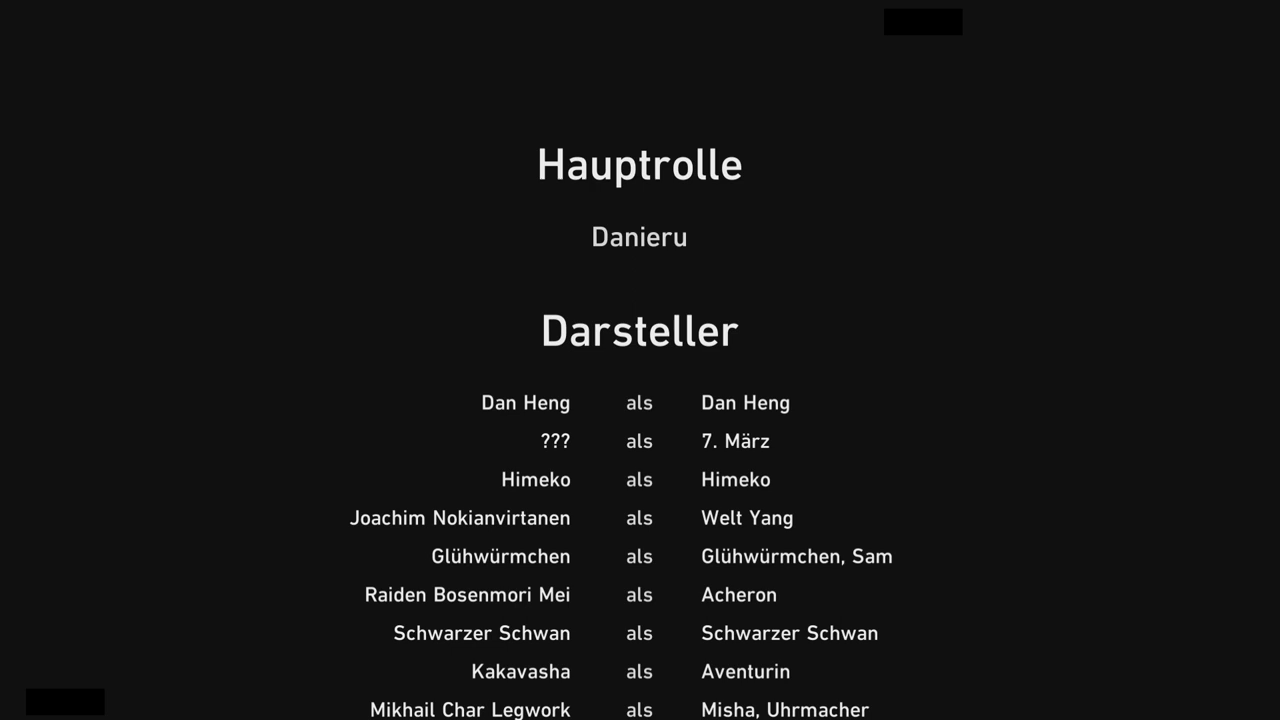 Hauptrolle
Danieru
Darsteller
Dan Heng als Dan Heng
??? als 7. März
Himeko als Himeko
Joachim Nokianvirtanen als Welt Yang
Glühwürmchen als Glühwürmchen, Sam
Raiden Bosenmori Mei als Acheron
Schwarzer Schwan als Schwarzer Schwan
Kakavasha als Aventurin
Mikhail Char Legwork als Misha, Uhrmacher